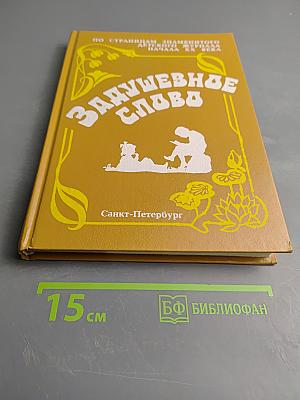 ПО СТРАНИЦАМ ЗНАМЕНИТОГО
ДЕТСКОГО ЖУРНАЛА
НАЧАЛА XX ВЕКА
ЗАДУШЕВНОЕ
СЛОВО
Санкт-Петербург
15 см
БФ БИБЛИОФАН